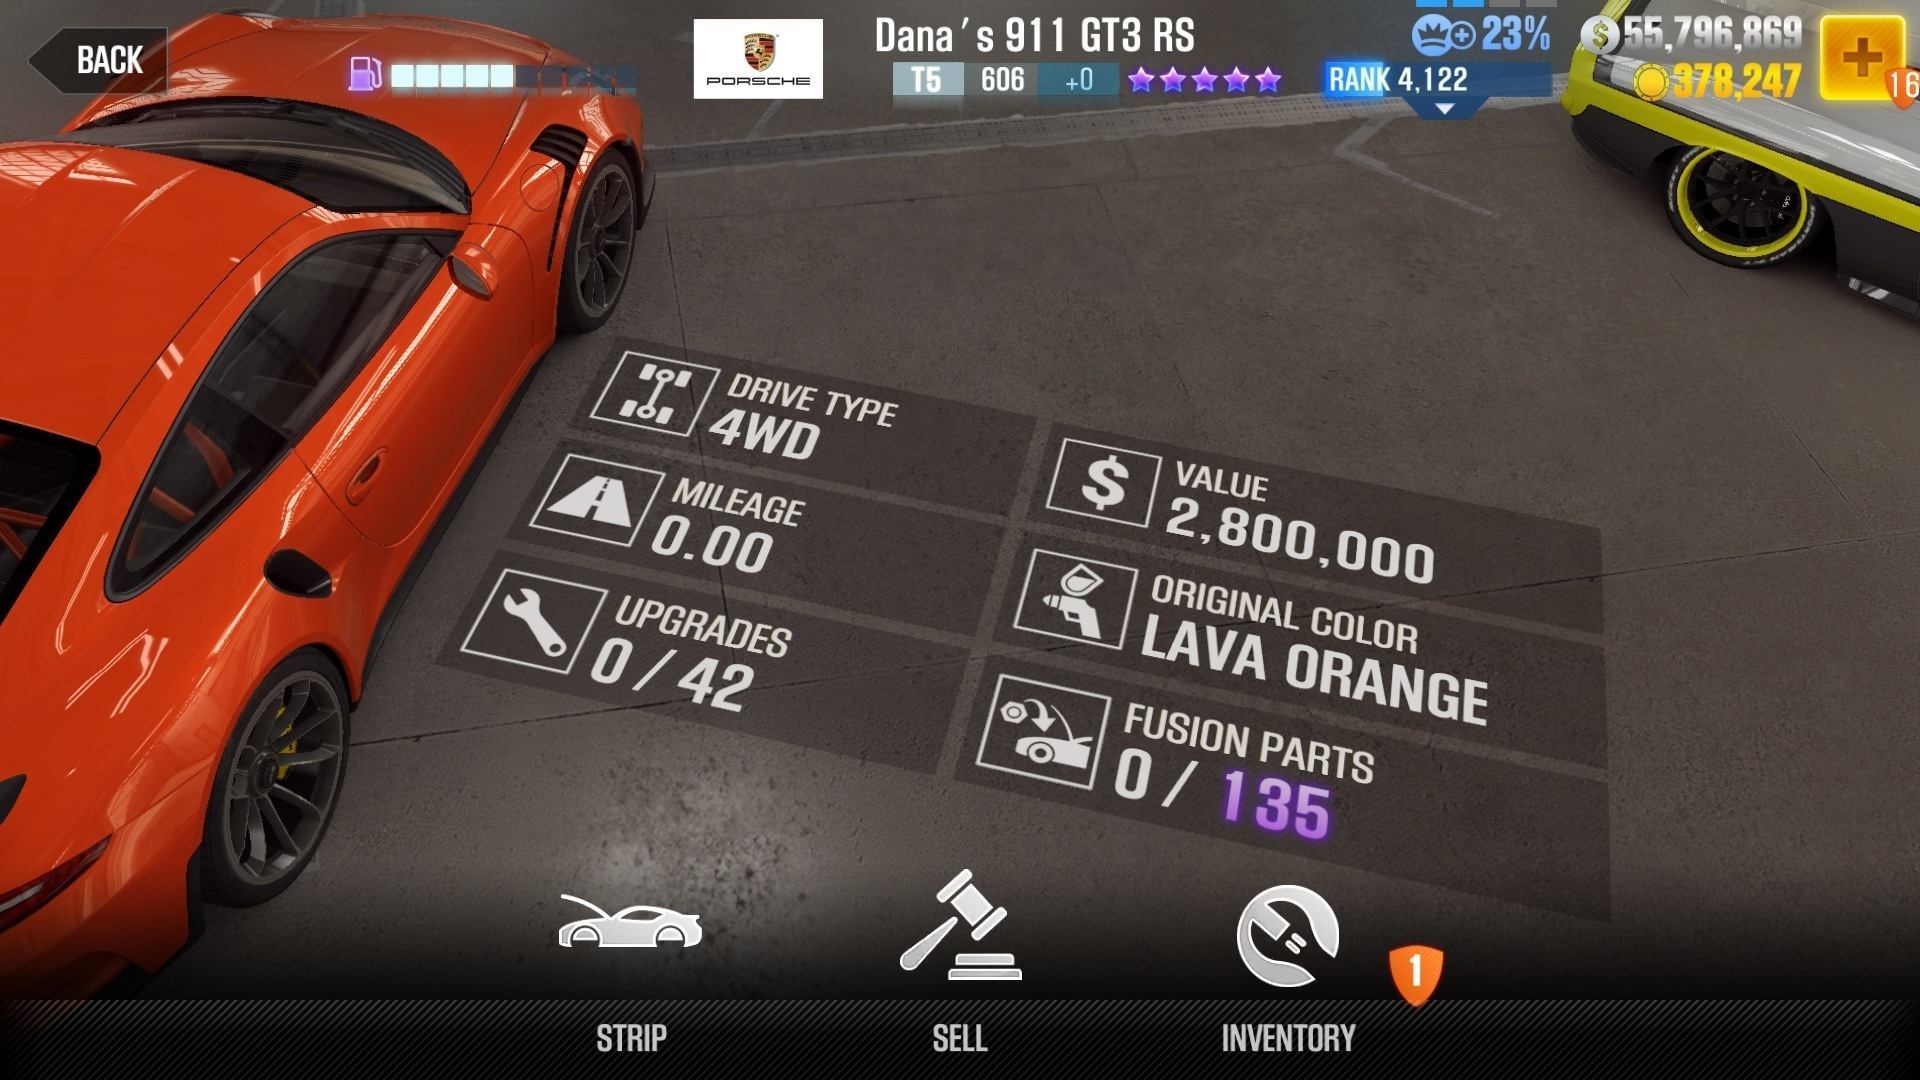 BACK
PORSCHE
Dana's 911 GT3 RS
T5 606 +0
23%
RANK 4,122
55,796,869
378,247
16
DRIVE TYPE
4WD
MILEAGE
0.00
UPGRADES
0 / 42
VALUE
2,800,000
ORIGINAL COLOR
LAVA ORANGE
FUSION PARTS
0 / 135
1
STRIP
SELL
INVENTORY